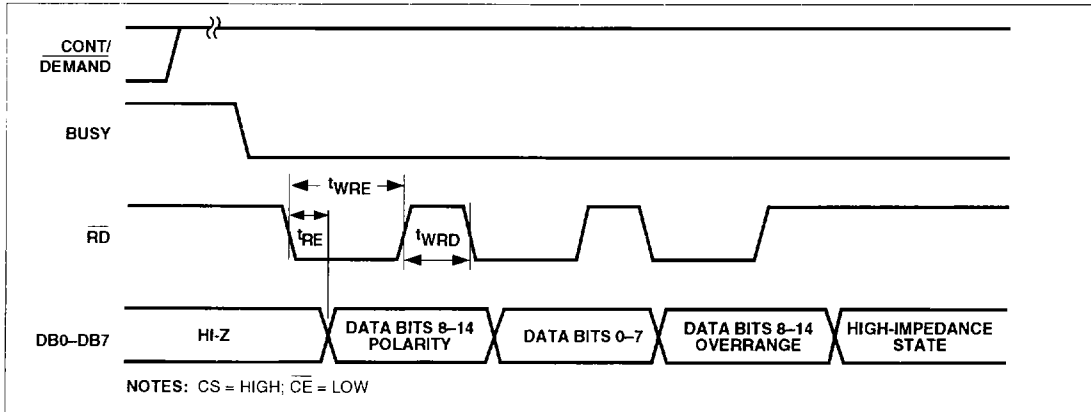 CONT/
DEMAND
BUSY
tWRE
tRE
tWRD
RD
DB0–DB7
HI-Z
DATA BITS 8–14
POLARITY
DATA BITS 0–7
DATA BITS 8–14
OVERRANGE
HIGH-IMPEDANCE
STATE
NOTES: CS = HIGH; CE = LOW